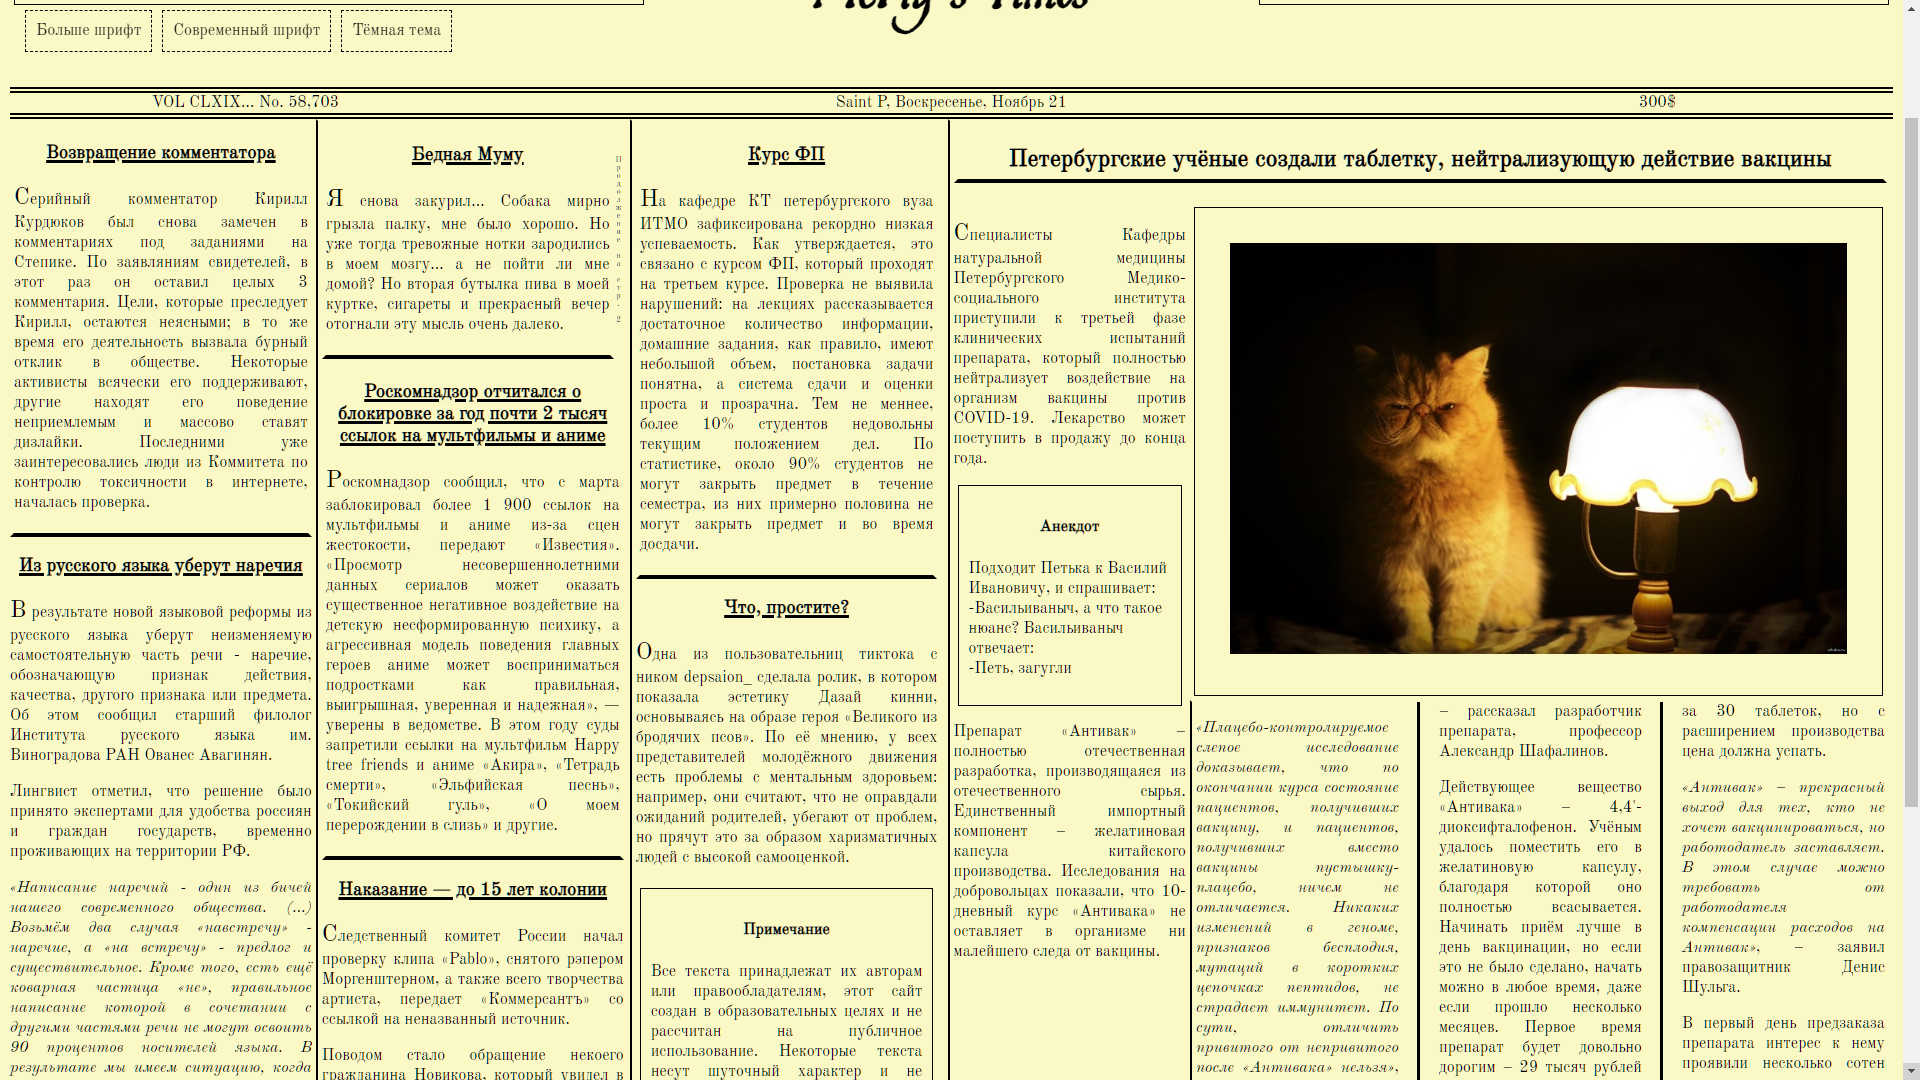 Morty's Times
Больше шрифт
Современный шрифт
Тёмная тема
VOL CLXIX... No. 58,703
Saint P, Воскресенье, Ноябрь 21
300$
Возвращение комментатора
Серийный комментатор Кирилл
Курдюков был снова замечен в
комментариях под заданиями на
Степике. По заявляниям свидетелей, в
этот раз он оставил целых 3
комментария. Цели, которые преследует
Кирилл, остаются неясными; в то же
время его деятельность вызвала бурный
отклик в обществе. Некоторые
активисты всячески его поддерживают,
другие находят его поведение
неприемлемым и массово ставят
дизлайки. Последними уже
заинтересовались люди из Коммитета по
контролю токсичности в интернете,
началась проверка.
Из русского языка уберут наречия
В результате новой языковой реформы из
русского языка уберут неизменяемую
самостоятельную часть речи - наречие,
обозначающую признак действия,
качества, другого признака или предмета.
Об этом сообщил старший филолог
Института русского языка им.
Виноградова РАН Ованес Авагинян.
Лингвист отметил, что решение было
принято экспертами для удобства россиян
и граждан государств, временно
проживающих на территории РФ.
«Написание наречий - один из бичей
нашего современного общества. (...)
Возьмём два случая «навстречу» -
наречие, а «на встречу» - предлог и
существительное. Кроме того, есть ещё
коварная частица «не», правильное
написание которой в сочетании с
другими частями речи не могут освоить
90 процентов носителей языка. В
результате мы имеем ситуацию, когда
Бедная Муму
Я снова закурил... Собака мирно
грызла палку, мне было хорошо. Но
уже тогда тревожные нотки зародились
в моем мозгу... а не пойти ли мне
домой? Но вторая бутылка пива в моей
куртке, сигареты и прекрасный вечер
отогнали эту мысль очень далеко.
Продолжение на стр. 2
Роскомнадзор отчитался о
блокировке за год почти 2 тысяч
ссылок на мультфильмы и аниме
Роскомнадзор сообщил, что с марта
заблокировал более 1 900 ссылок на
мультфильмы и аниме из-за сцен
жестокости, передают «Известия».
«Просмотр несовершеннолетними
данных сериалов может оказать
существенное негативное воздействие на
детскую несформированную психику, а
агрессивная модель поведения главных
героев аниме может восприниматься
подростками как правильная,
выигрышная, уверенная и надежная», —
уверены в ведомстве. В этом году суды
запретили ссылки на мультфильм Happy
tree friends и аниме «Акира», «Тетрадь
смерти», «Эльфийская песнь»,
«Токийский гуль», «О моем
перерождении в слизь» и другие.
Наказание — до 15 лет колонии
Следственный комитет России начал
проверку клипа «Pablo», снятого рэпером
Моргенштерном, а также всего творчества
артиста, передает «Коммерсантъ» со
ссылкой на неназванный источник.
Поводом стало обращение некоего
гражданина Новикова, который увидел в
Курс ФП
На кафедре КТ петербургского вуза
ИТМО зафиксирована рекордно низкая
успеваемость. Как утверждается, это
связано с курсом ФП, который проходят
на третьем курсе. Проверка не выявила
нарушений: на лекциях рассказывается
достаточное количество информации,
домашние задания, как правило, имеют
небольшой объем, постановка задачи
понятна, а система сдачи и оценки
проста и прозрачна. Тем не меннее,
более 10% студентов недовольны
текущим положением дел. По
статистике, около 90% студентов не
могут закрыть предмет в течение
семестра, из них примерно половина не
могут закрыть предмет и во время
досдачи.
Что, простите?
Одна из пользовательниц тиктока с
ником depsaion_ сделала ролик, в котором
показала эстетику Дазай кинни,
основываясь на образе героя «Великого из
бродячих псов». По её мнению, у всех
представителей молодёжного движения
есть проблемы с ментальным здоровьем:
например, они считают, что не оправдали
ожиданий родителей, убегают от проблем,
но прячут это за образом харизматичных
людей с высокой самооценкой.
Примечание
Все текста принадлежат их авторам
или правообладателям, этот сайт
создан в образовательных целях и не
рассчитан на публичное
использование. Некоторые текста
несут шуточный характер и не
Петербургские учёные создали таблетку, нейтрализующую действие вакцины
Специалисты Кафедры
натуральной медицины
Петербургского Медико-
социального института
приступили к третьей фазе
клинических испытаний
препарата, который полностью
нейтрализует воздействие на
организм вакцины против
COVID-19. Лекарство может
поступить в продажу до конца
года.
Анекдот
Подходит Петька к Василий
Ивановичу, и спрашивает:
-Васильиваныч, а что такое
нюанс? Васильиваныч
отвечает:
-Петь, загугли
Препарат «Антивак» –
полностью отечественная
разработка, производящаяся из
отечественного сырья.
Единственный импортный
компонент – желатиновая
капсула китайского
производства. Исследования на
добровольцах показали, что 10-
дневный курс «Антивака» не
оставляет в организме ни
малейшего следа от вакцины.
«Плацебо-контролируемое
слепое исследование
доказывает, что по
окончании курса состояние
пациентов, получивших
вакцину, и пациентов,
получивших вместо
вакцины пустышку-
плацебо, ничем не
отличается. Никаких
изменений в геноме,
признаков бесплодия,
мутаций в коротких
цепочках пептидов, не
страдает иммунитет. По
сути, отличить
привитого от непривитого
после «Антивака» нельзя»,
– рассказал разработчик
препарата, профессор
Александр Шафалинов.
Действующее вещество
«Антивака» – 4,4'-
диоксифталофенон. Учёным
удалось поместить его в
желатиновую капсулу,
благодаря которой оно
полностью всасывается.
Начинать приём лучше в
день вакцинации, но если
это не было сделано, начать
можно в любое время, даже
если прошло несколько
месяцев. Первое время
препарат будет довольно
дорогим – 29 тысяч рублей
за 30 таблеток, но с
расширением производства
цена должна успать.
«Антивак» – прекрасный
выход для тех, кто не
хочет вакцинироваться, но
работодатель заставляет.
В этом случае можно
требовать от
работодателя
компенсации расходов на
Антивак», – заявил
правозащитник Денис
Шульга.
В первый день предзаказа
препарата интерес к нему
проявили несколько сотен